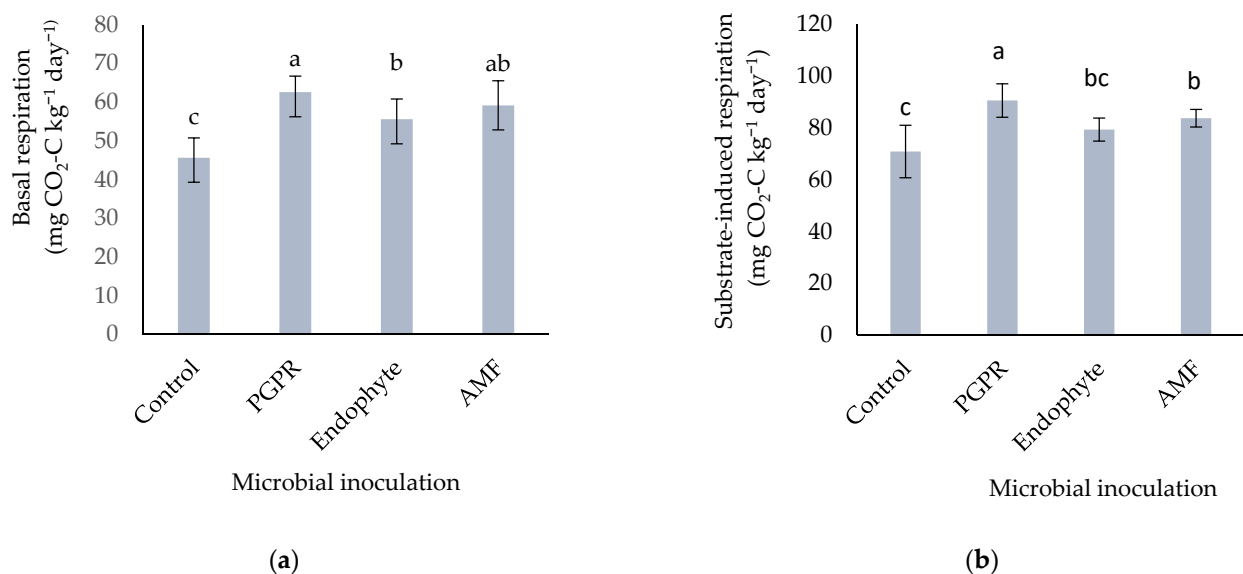 Basal respiration
(mg CO₂-C kg⁻¹ day⁻¹)
80
70
60
50
40
30
20
10
0
c
a
b
ab
Control
PGPR
Endophyte
AMF
Microbial inoculation
(a)
Substrate-induced respiration
(mg CO₂-C kg⁻¹ day⁻¹)
120
100
80
60
40
20
0
c
a
bc
b
Control
PGPR
Endophyte
AMF
Microbial inoculation
(b)